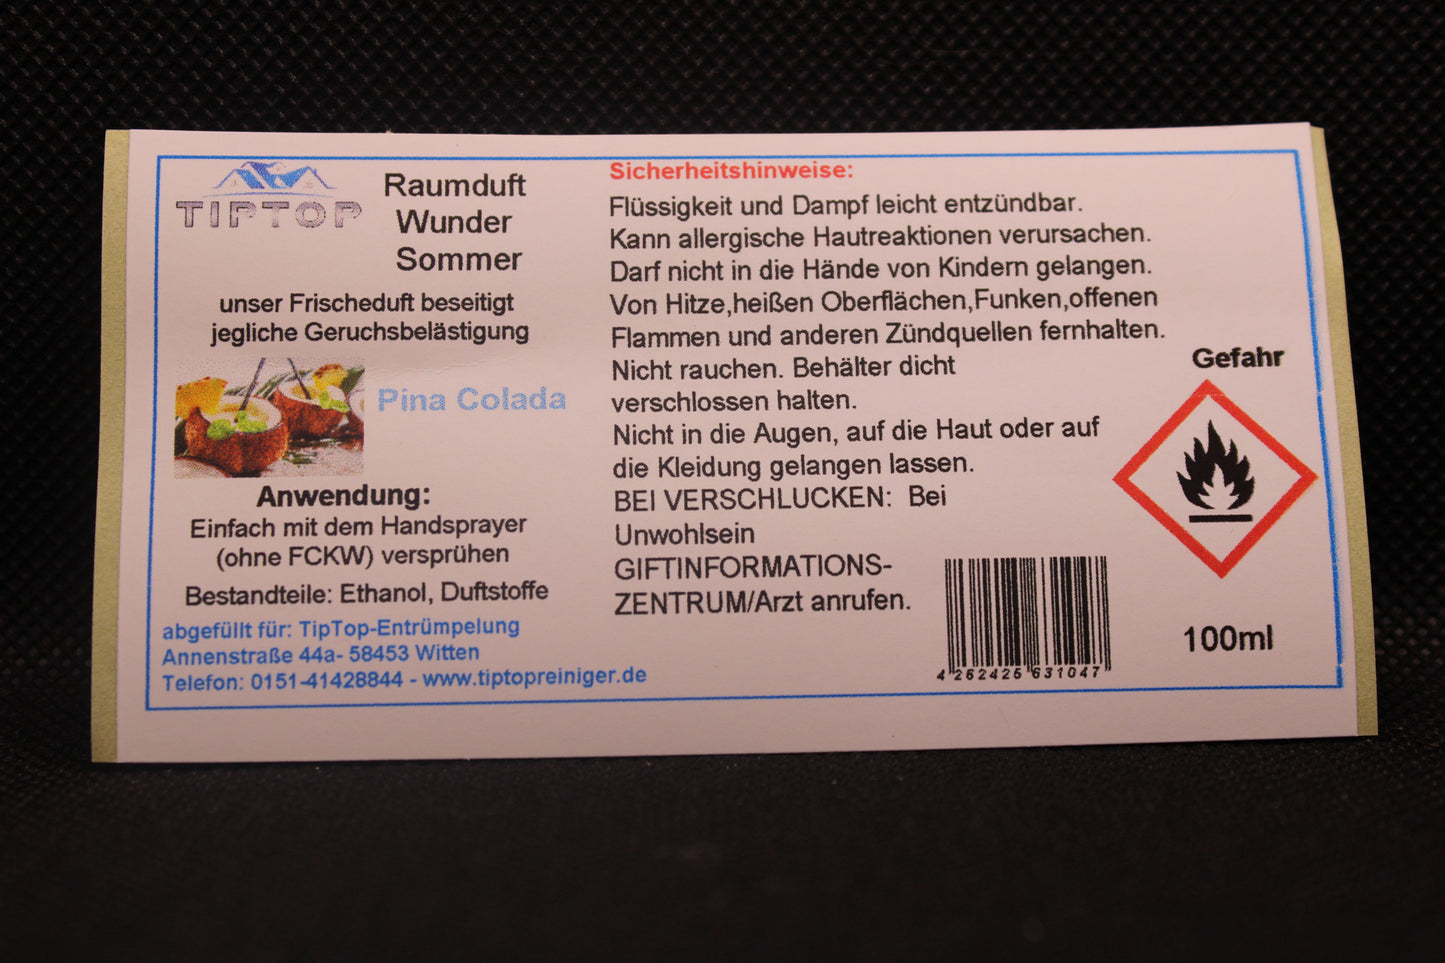 TIPTOP
Raumduft
Wunder
Sommer
unser Frischeduft beseitigt
jegliche Geruchsbelästigung
Pina Colada
Anwendung:
Einfach mit dem Handsprayer
(ohne FCKW) versprühen
Bestandteile: Ethanol, Duftstoffe
abgefüllt für: TipTop-Entrümpelung
Annenstraße 44a- 58453 Witten
Telefon: 0151-41428844 - www.tiptopreiniger.de
Sicherheitshinweise:
Flüssigkeit und Dampf leicht entzündbar.
Kann allergische Hautreaktionen verursachen.
Darf nicht in die Hände von Kindern gelangen.
Von Hitze,heißen Oberflächen,Funken,offenen
Flammen und anderen Zündquellen fernhalten.
Nicht rauchen. Behälter dicht
verschlossen halten.
Nicht in die Augen, auf die Haut oder auf
die Kleidung gelangen lassen.
BEI VERSCHLUCKEN: Bei
Unwohlsein
GIFTINFORMATIONS-
ZENTRUM/Arzt anrufen.
4 262425 631047
Gefahr
100ml